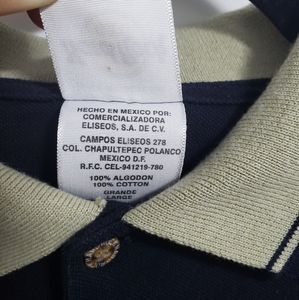 HECHO EN MEXICO POR:
COMERCIALIZADORA
ELISEOS, S.A. DE C.V.
CAMPOS ELISEOS 278
COL. CHAPULTEPEC POLANCO
MEXICO D.F.
R.F.C. CEL-941219-780
100% ALGODON
100% COTTON
GRANDE
LARGE